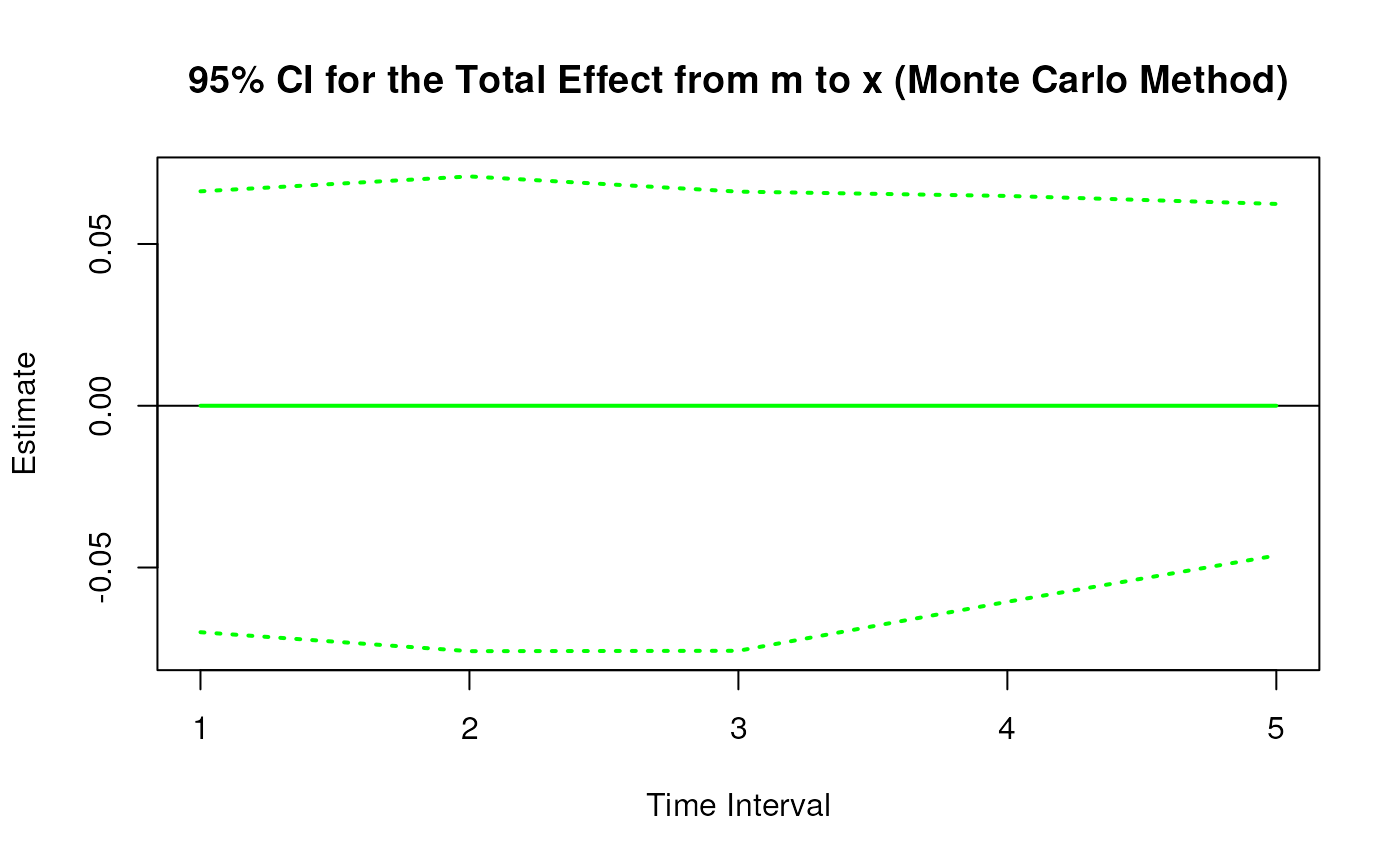 95% CI for the Total Effect from m to x (Monte Carlo Method)
Estimate
0.05
0.00
-0.05
1 2 3 4 5
Time Interval